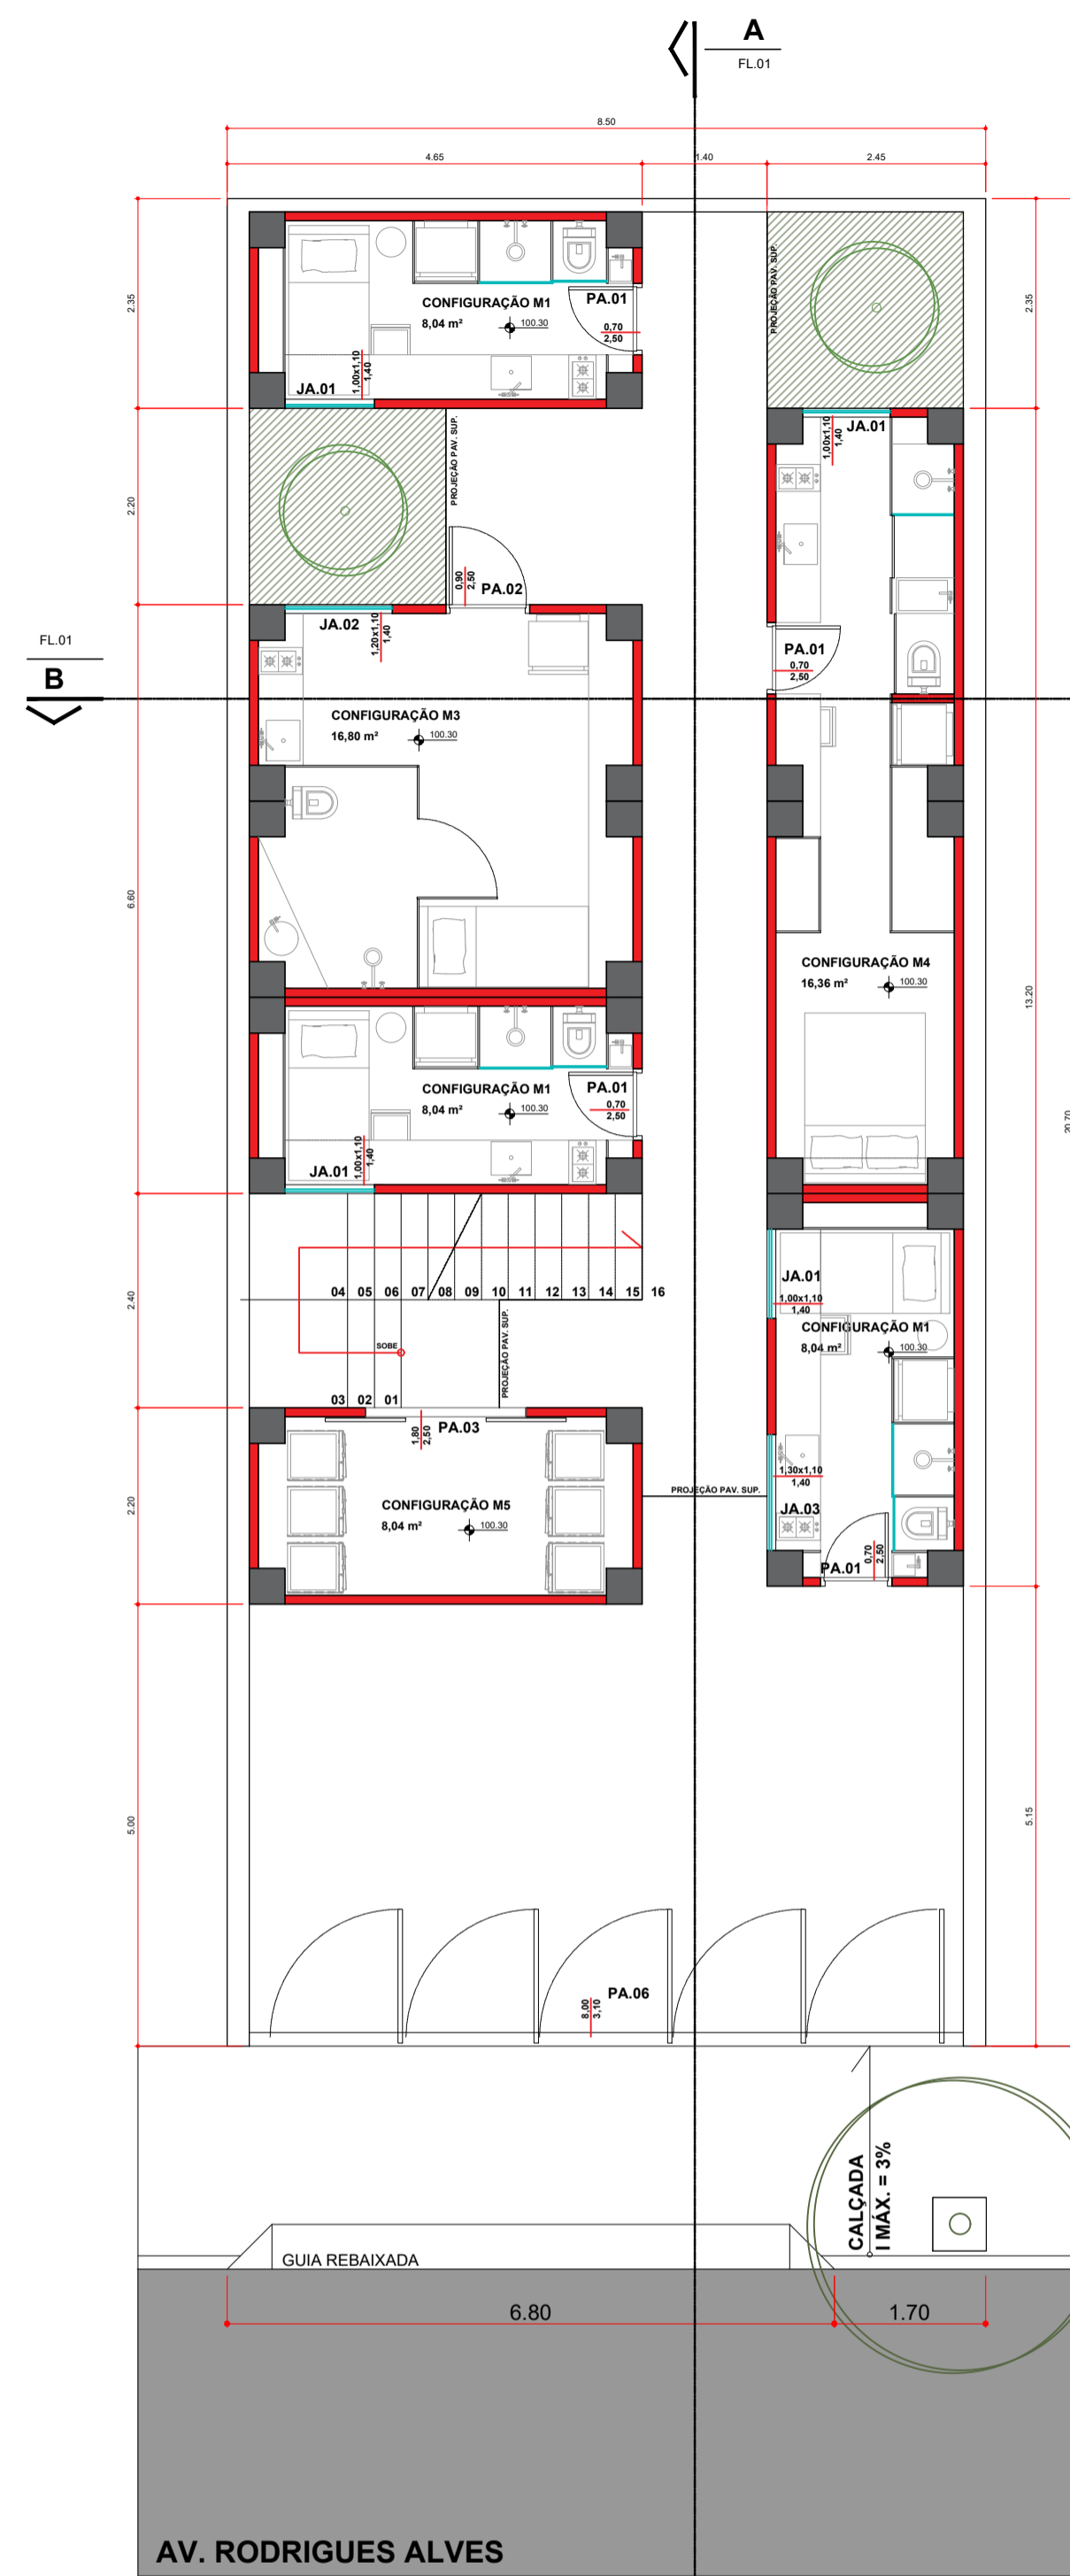 A
FL.01
8.50
4.65
1.40
2.45
2.35
CONFIGURAÇÃO M1
8,04 m²
100.30
PA.01
0,70
2,50
JA.01
1,00x1,10
1,40
PROJEÇÃO PAV. SUP.
2.35
2.20
PROJEÇÃO PAV. SUP.
0,90
2,50
PA.02
JA.01
1,00x1,10
1,40
FL.01
B
JA.02
1,20x1,10
1,40
CONFIGURAÇÃO M3
16,80 m²
100.30
PA.01
0,70
2,50
6.60
CONFIGURAÇÃO M4
16,36 m²
100.30
13.20
20.70
CONFIGURAÇÃO M1
8,04 m²
100.30
PA.01
0,70
2,50
JA.01
1,00x1,10
1,40
2.40
04 05 06 07 08 09 10 11 12 13 14 15 16
SOBE
03 02 01
PROJEÇÃO PAV. SUP.
JA.01
1,00x1,10
1,40
CONFIGURAÇÃO M1
8,04 m²
100.30
1,80
2,50
PA.03
2.20
CONFIGURAÇÃO M5
8,04 m²
100.30
PROJEÇÃO PAV. SUP.
1,30x1,10
1,40
JA.03
PA.01
0,70
2,50
5.00
5.15
8,00
3,10
PA.06
CALÇADA
I MÁX. = 3%
GUIA REBAIXADA
6.80
1.70
AV. RODRIGUES ALVES